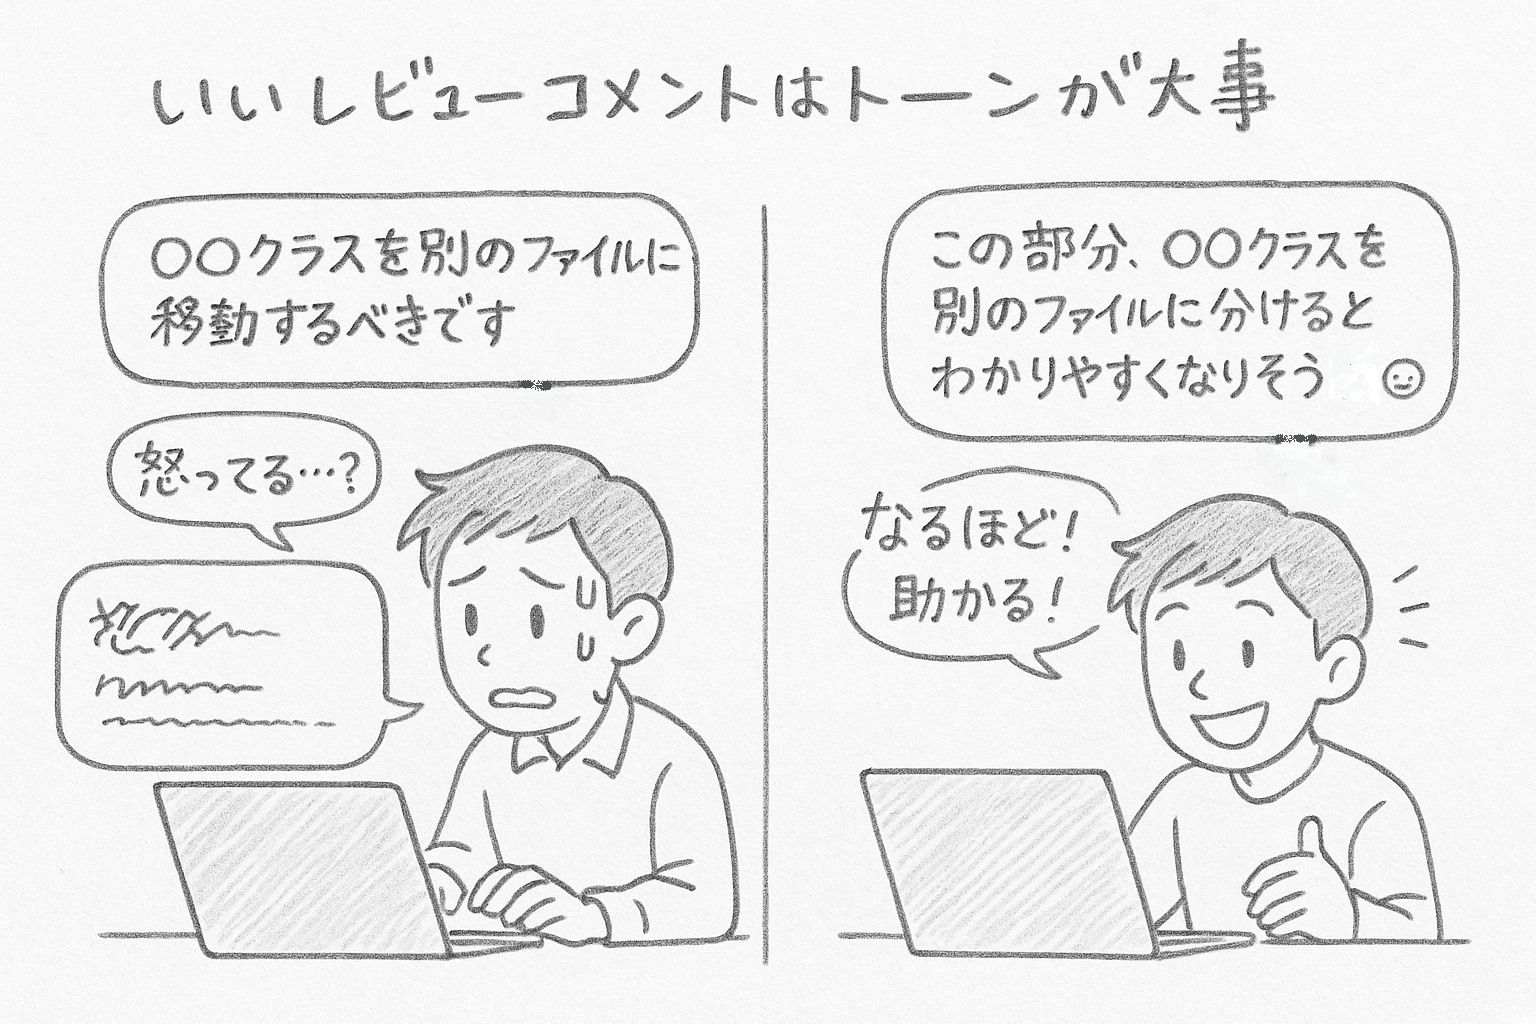 いいレビューコメントはトーンが大事
〇〇クラスを別のファイルに
移動するべきです
怒ってる…?
この部分、〇〇クラスを
別のファイルに分けると
わかりやすくなりそう
なるほど!
助かる!